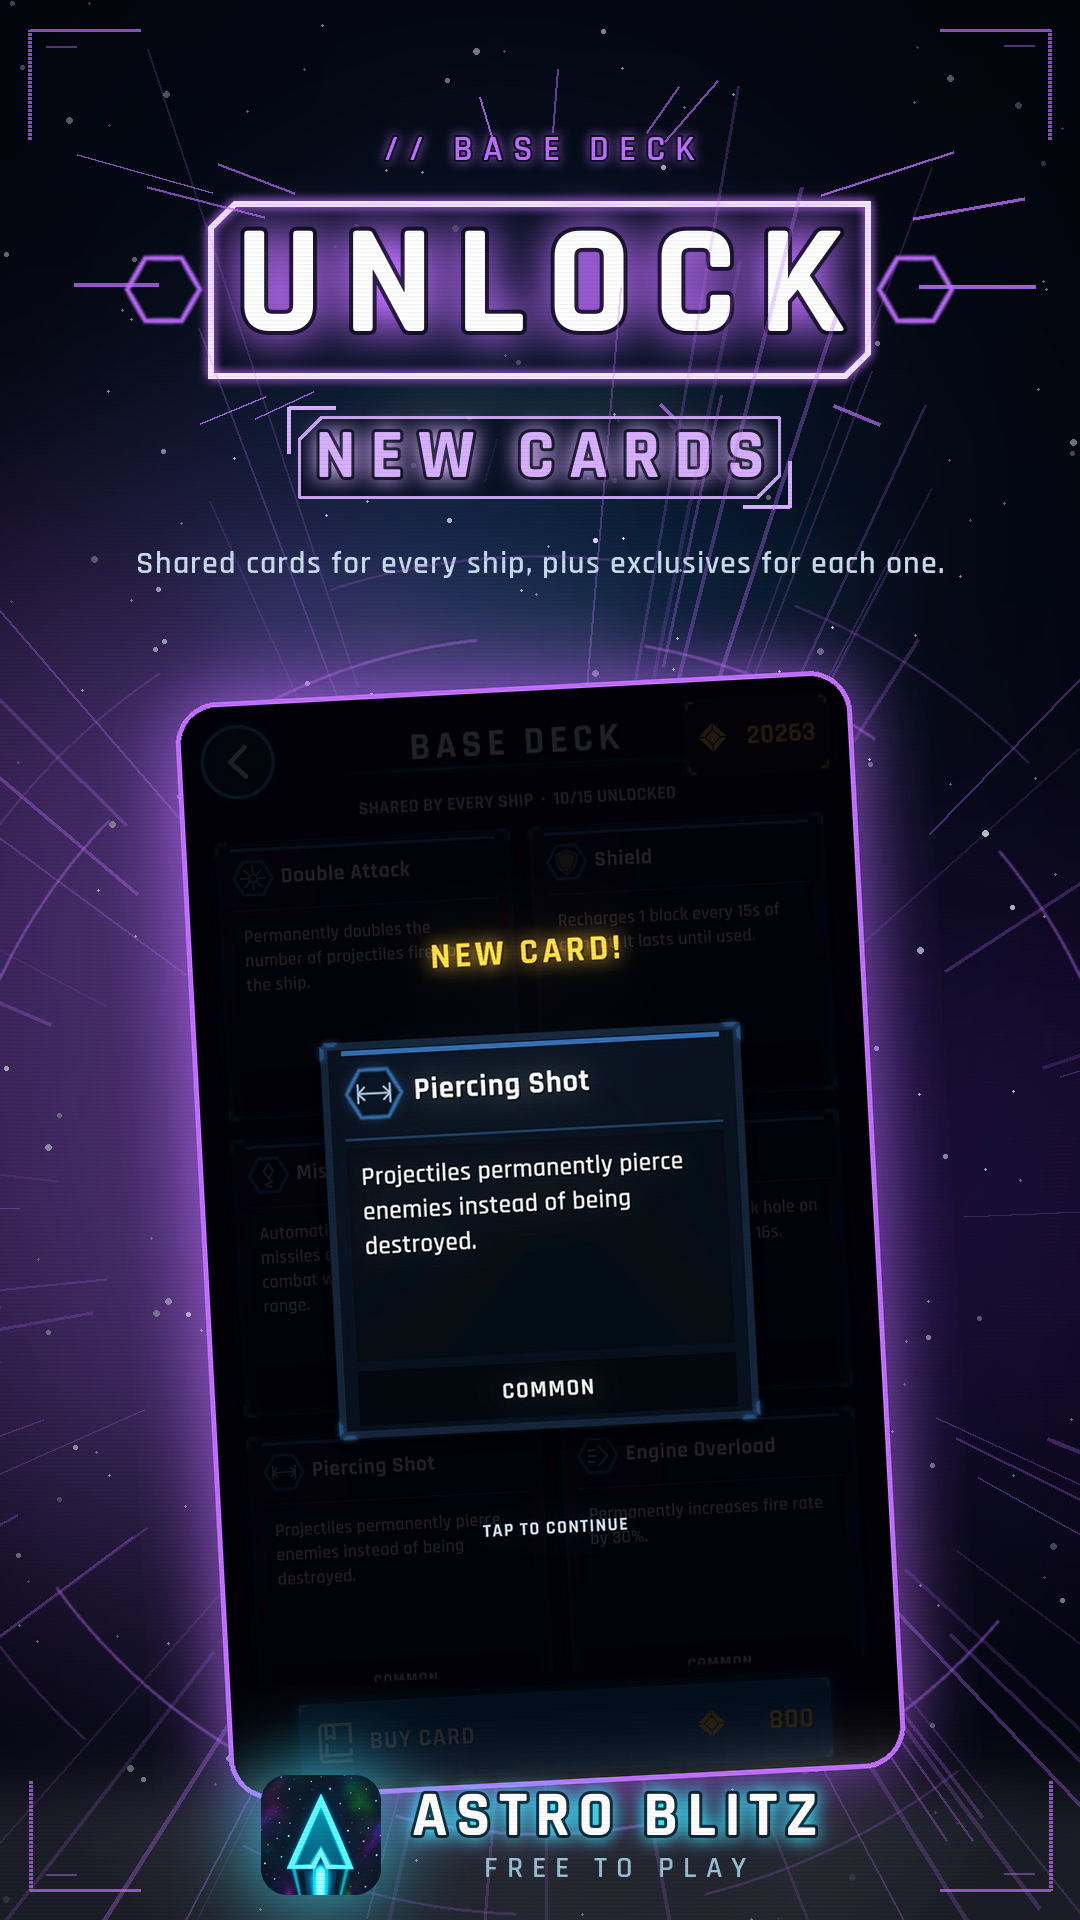 // BASE DECK
UNLOCK
NEW CARDS
Shared cards for every ship, plus exclusives for each one.
BASE DECK
20263
SHARED BY EVERY SHIP · 10/15 UNLOCKED
Double Attack
Permanently doubles the
number of projectiles fire
the ship.
Shield
Recharges 1 block every 15s of
It lasts until used.
NEW CARD!
Piercing Shot
Projectiles permanently pierce
enemies instead of being
destroyed.
COMMON
Mis
Automati
missiles e
combat w
range.
k hole on
16s.
Piercing Shot
Projectiles permanently pierce
enemies instead of being
destroyed.
COMMON
Engine Overload
Permanently increases fire rate
by 30%.
COMMON
TAP TO CONTINUE
BUY CARD
800
ASTRO BLITZ
FREE TO PLAY